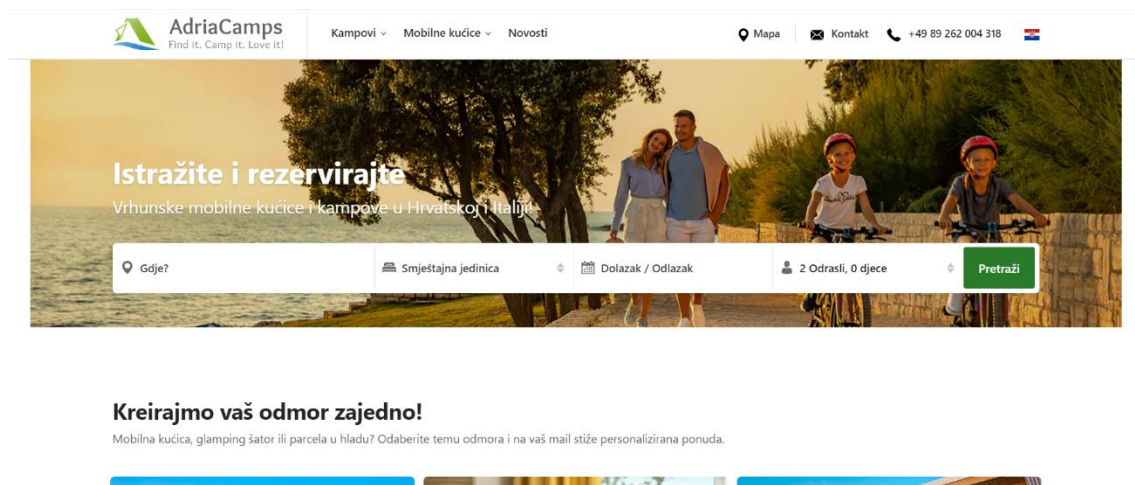 AdriaCamps
Find it. Camp it. Love it!
Kampovi
Mobilne kućice
Novosti
Mapa
Kontakt
+49 89 262 004 318
Istražite i rezervirajte
Vrhunske mobilne kućice i kampove u Hrvatskoj i Italiji!
Gdje?
Smještajna jedinica
Dolazak / Odlazak
2 Odrasli, 0 djece
Pretraži
Kreirajmo vaš odmor zajedno!
Mobilna kućica, glamping šator ili parcela u hladu? Odaberite temu odmora i na vaš mail stiže personalizirana ponuda.